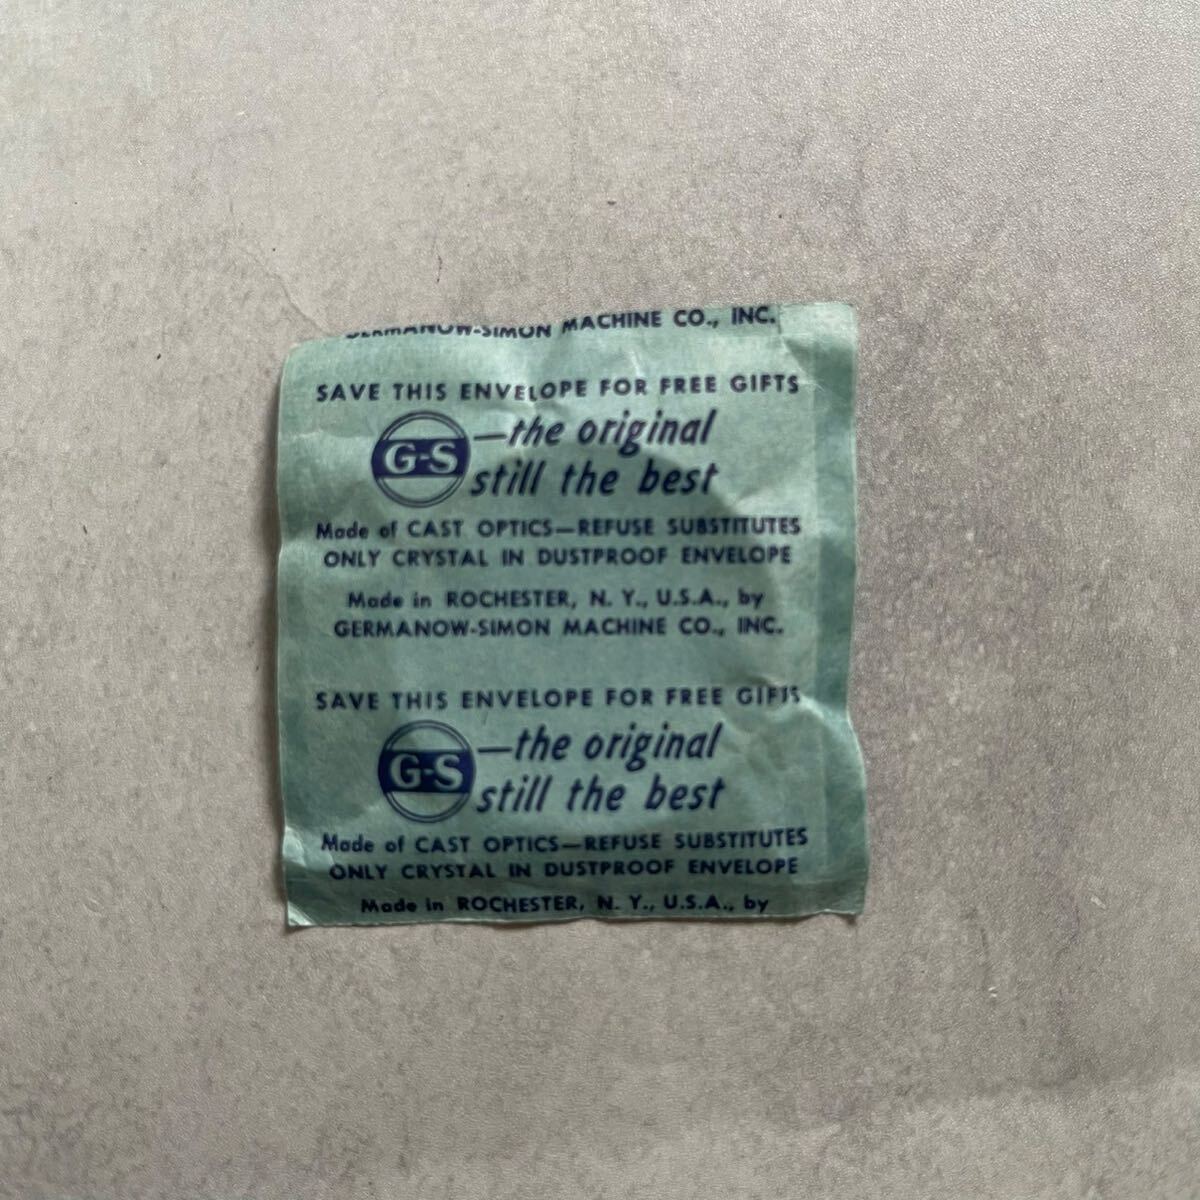 GERMANOW-SIMON MACHINE CO., INC.
SAVE THIS ENVELOPE FOR FREE GIFTS
G-S —the original
still the best
Made of CAST OPTICS—REFUSE SUBSTITUTES
ONLY CRYSTAL IN DUSTPROOF ENVELOPE
Made in ROCHESTER, N. Y., U.S.A., by
GERMANOW-SIMON MACHINE CO., INC.
SAVE THIS ENVELOPE FOR FREE GIFTS
G-S —the original
still the best
Made of CAST OPTICS—REFUSE SUBSTITUTES
ONLY CRYSTAL IN DUSTPROOF ENVELOPE
Made in ROCHESTER, N. Y., U.S.A., by